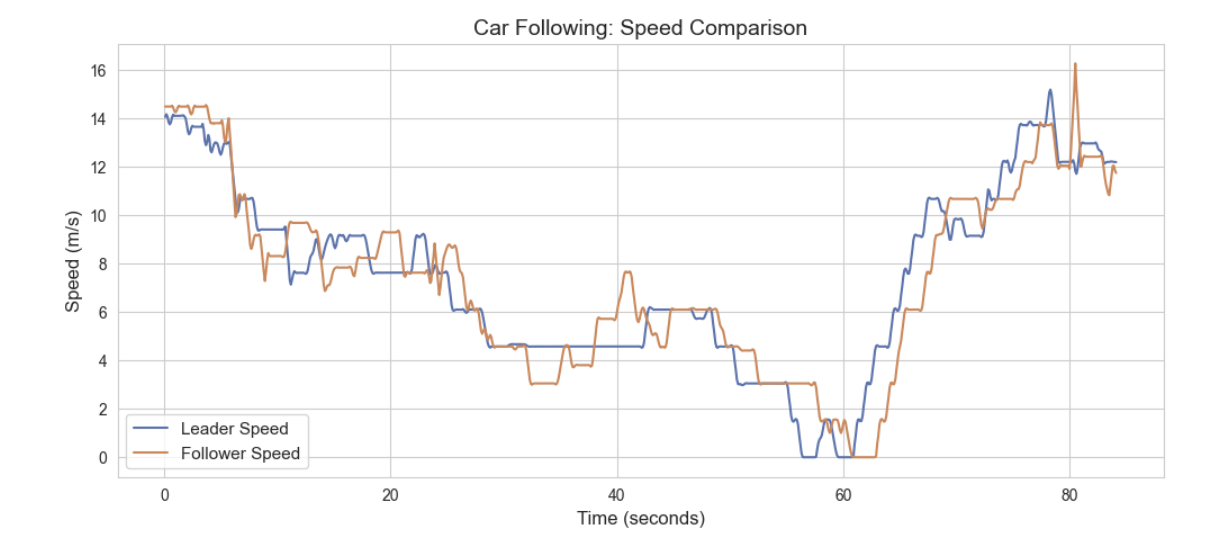 Car Following: Speed Comparison
Speed (m/s)
16
14
12
10
8
6
4
2
0
Leader Speed
Follower Speed
0 20 40 60 80
Time (seconds)